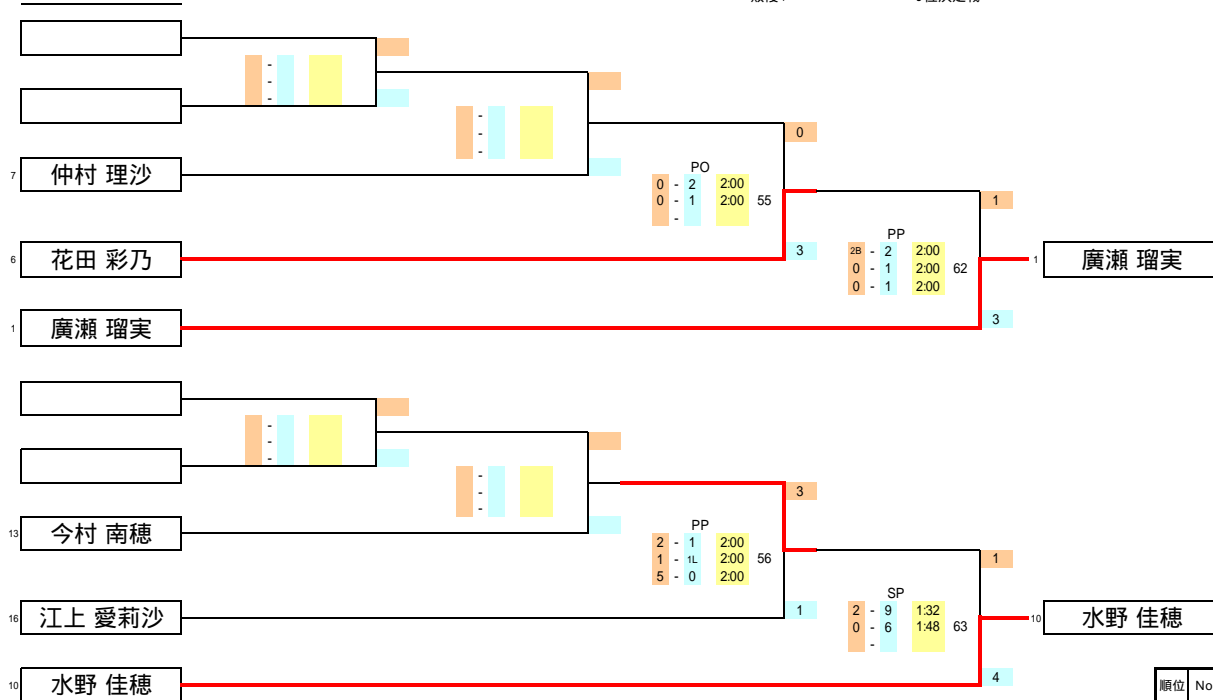 -
-
-
-
-
-
7 仲村 理沙
0
PO
0 - 2 2:00
0 - 1 2:00 55
-
6 花田 彩乃
3
1
PP
2B - 2 2:00
0 - 1 2:00 62
0 - 1 2:00
1 廣瀬 瑠実
1 廣瀬 瑠実
3
-
-
-
-
-
-
13 今村 南穂
3
PP
2 - 1 2:00
1 - 1L 2:00 56
5 - 0 2:00
16 江上 愛莉沙
1
1
SP
2 - 9 1:32
0 - 6 1:48 63
-
10 水野 佳穂
10 水野 佳穂
4
順位 No